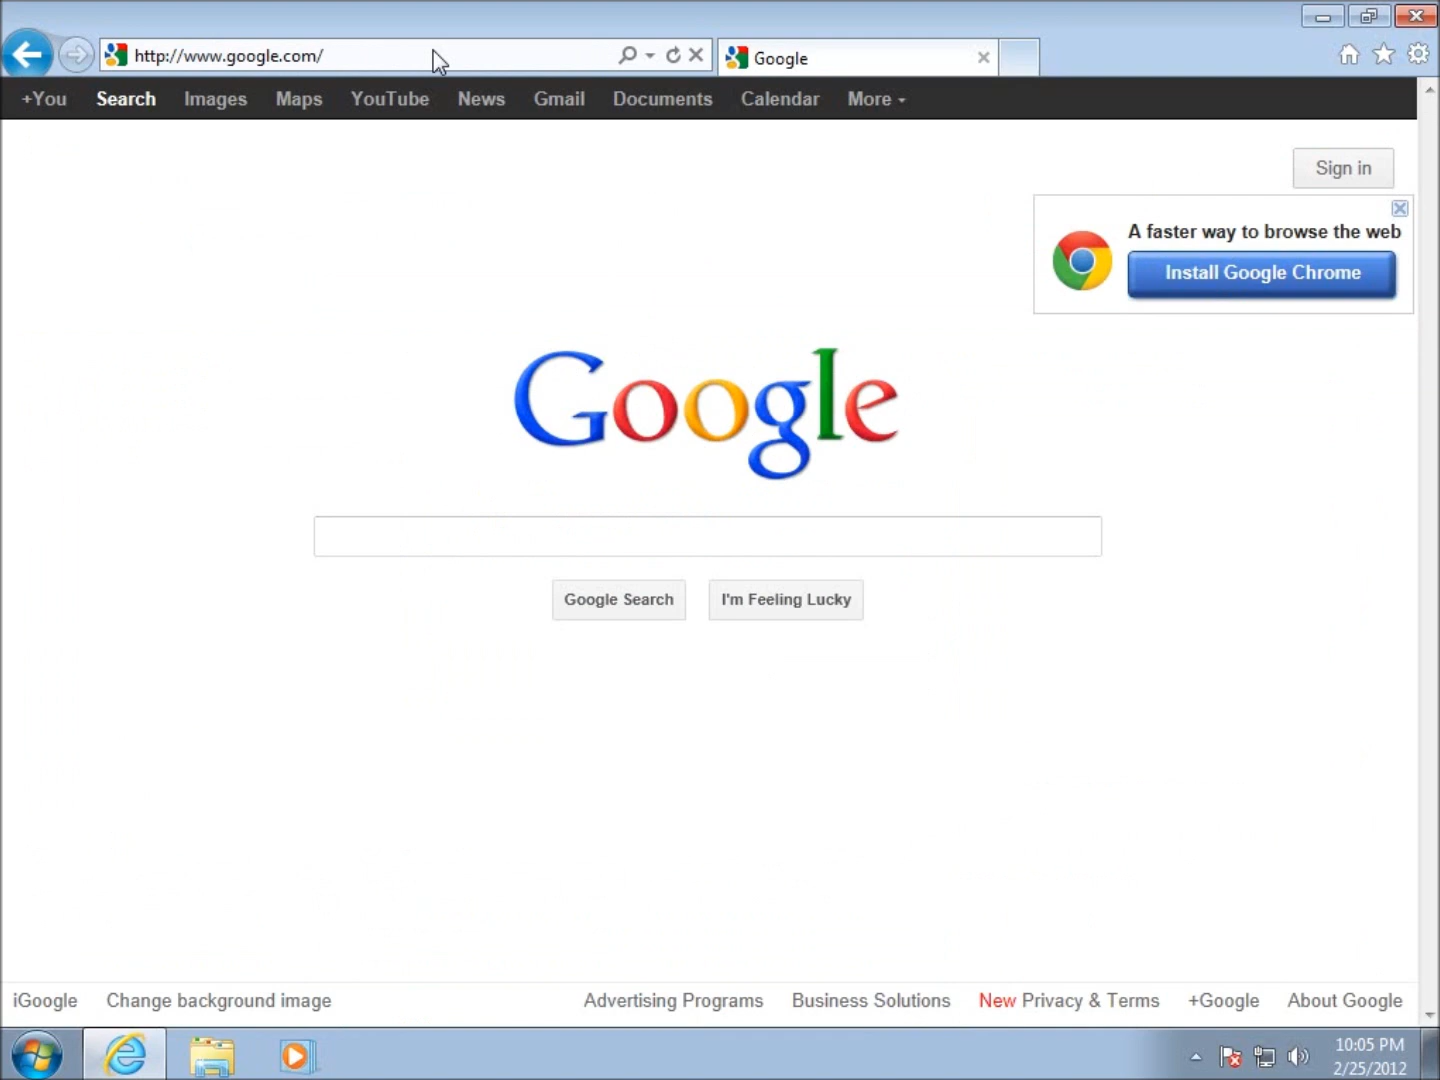 http://www.google.com/
Google
+You Search Images Maps YouTube News Gmail Documents Calendar More
Sign in
A faster way to browse the web
Install Google Chrome
Google
Google Search I'm Feeling Lucky
iGoogle Change background image Advertising Programs Business Solutions New Privacy & Terms +Google About Google
10:05 PM
2/25/2012